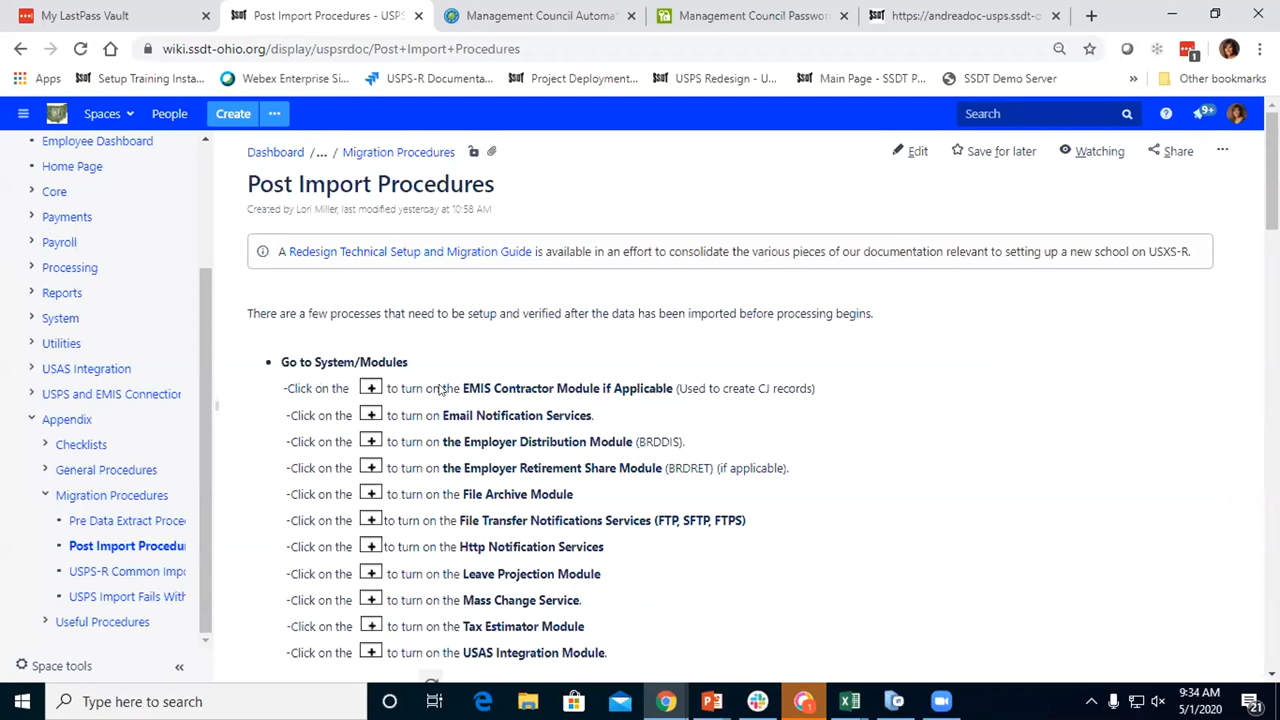 My LastPass Vault
Post Import Procedures - USPS
Management Council Automa
Management Council Passwor
https://andreadoc-usps.ssdt-o
wiki.ssdt-ohio.org/display/uspsrdoc/Post+Import+Procedures
Apps
Setup Training Insta...
Webex Enterprise Si...
USPS-R Documenta...
Project Deployment...
USPS Redesign - U...
Main Page - SSDT P...
SSDT Demo Server
Other bookmarks
Spaces
People
Create
Search
9+
Employee Dashboard
Home Page
Core
Payments
Payroll
Processing
Reports
System
Utilities
USAS Integration
USPS and EMIS Connection
Appendix
Checklists
General Procedures
Migration Procedures
Pre Data Extract Proce
Post Import Procedu
USPS-R Common Impo
USPS Import Fails With
Useful Procedures
Space tools
Dashboard /... / Migration Procedures
Edit
Save for later
Watching
Share
Post Import Procedures
Created by Lori Miller, last modified yesterday at 10:58 AM
A Redesign Technical Setup and Migration Guide is available in an effort to consolidate the various pieces of our documentation relevant to setting up a new school on USXS-R.
There are a few processes that need to be setup and verified after the data has been imported before processing begins.
Go to System/Modules
-Click on the + to turn on the EMIS Contractor Module if Applicable (Used to create CJ records)
-Click on the + to turn on Email Notification Services.
-Click on the + to turn on the Employer Distribution Module (BRDDIS).
-Click on the + to turn on the Employer Retirement Share Module (BRDRET) (if applicable).
-Click on the + to turn on the File Archive Module
-Click on the + to turn on the File Transfer Notifications Services (FTP, SFTP, FTPS)
-Click on the + to turn on the Http Notification Services
-Click on the + to turn on the Leave Projection Module
-Click on the + to turn on the Mass Change Service.
-Click on the + to turn on the Tax Estimator Module
-Click on the + to turn on the USAS Integration Module.
Type here to search
9:34 AM
5/1/2020
21